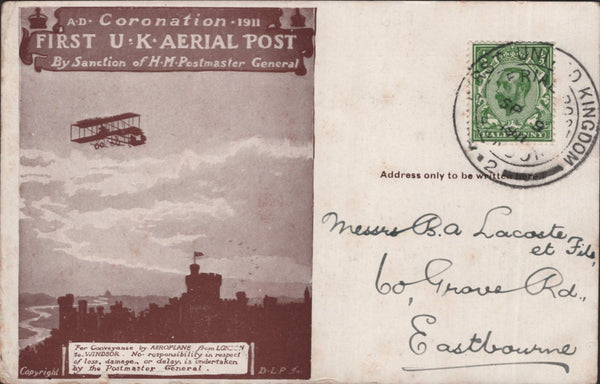 A·D· Coronation·1911
FIRST U·K·AERIAL POST
By Sanction of H·M·Postmaster General
For Conveyance by AEROPLANE from LONDON
to WINDSOR. No responsibility in respect
of loss, damage, or delay, is undertaken
by the Postmaster General.
Copyright
HALFPENNY
KINGDOM
2
Address only to be written here.
Messrs B.A Lacoste
et Fils,
60, Grove Rd.,
Eastbourne